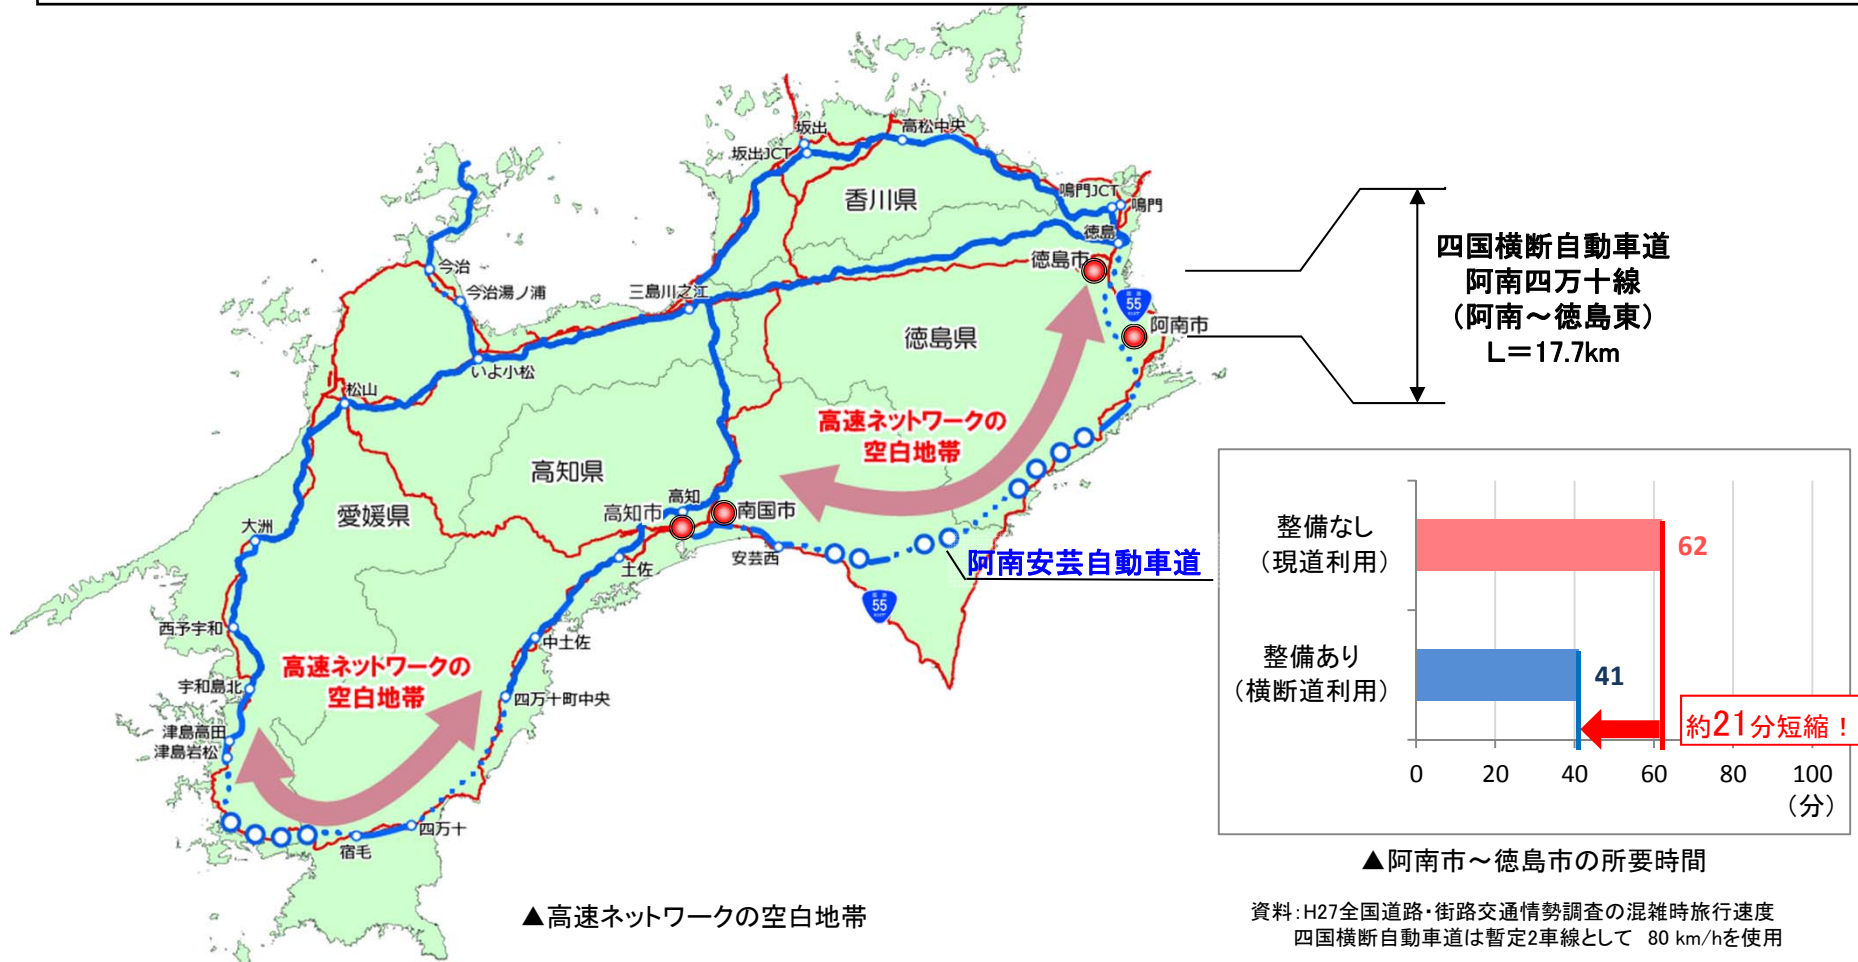 坂出
高松中央
坂出JCT
鳴門JCT
香川県
鳴門
徳島
徳島市
今治
今治湯ノ浦
三島川之江
55
阿南市
徳島県
いよ小松
松山
四国横断自動車道
阿南四万十線
(阿南～徳島東)
L=17.7km
高速ネットワークの
空白地帯
高知県
愛媛県
高知
高知市
南国市
大洲
安芸西
土佐
阿南安芸自動車道
55
西予宇和
中土佐
高速ネットワークの
空白地帯
宇和島北
四万十町中央
津島高田
津島岩松
四万十
宿毛
▲高速ネットワークの空白地帯
整備なし
(現道利用)
62
整備あり
(横断道利用)
41
約21分短縮！
0 20 40 60 80 100
(分)
▲阿南市～徳島市の所要時間
資料：H27全国道路・街路交通情勢調査の混雑時旅行速度
四国横断自動車道は暫定2車線として 80 km/hを使用